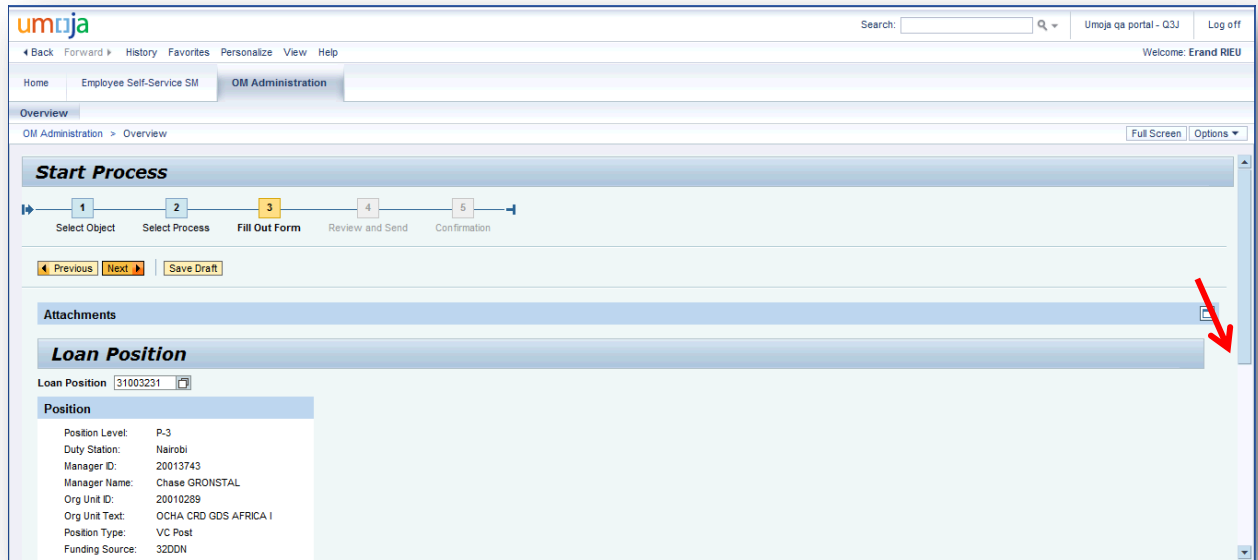 umoja
Search:
Umoja qa portal - Q3J
Log off
Back Forward History Favorites Personalize View Help
Welcome: Erand RIEU
Home Employee Self-Service SM OM Administration
Overview
OM Administration > Overview
Full Screen Options
Start Process
1 2 3 4 5
Select Object Select Process Fill Out Form Review and Send Confirmation
Previous Next Save Draft
Attachments
Loan Position
Loan Position 31003231
Position
Position Level: P-3
Duty Station: Nairobi
Manager ID: 20013743
Manager Name: Chase GRONSTAL
Org Unit ID: 20010289
Org Unit Text: OCHA CRD GDS AFRICA I
Position Type: VC Post
Funding Source: 32DDN